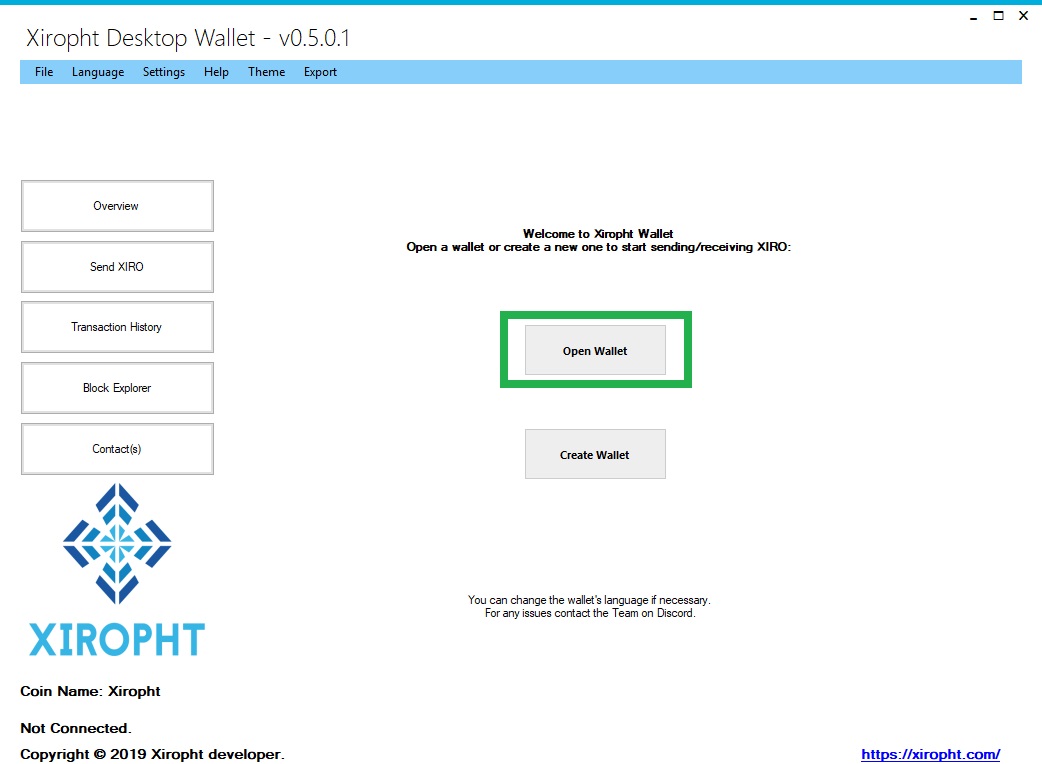 Xiropht Desktop Wallet - v0.5.0.1
File Language Settings Help Theme Export
Overview
Send XIRO
Transaction History
Block Explorer
Contact(s)
XIROPHT
Coin Name: Xiropht
Not Connected.
Copyright © 2019 Xiropht developer.
Welcome to Xiropht Wallet
Open a wallet or create a new one to start sending/receiving XIRO:
Open Wallet
Create Wallet
You can change the wallet's language if necessary.
For any issues contact the Team on Discord.
https://xiropht.com/